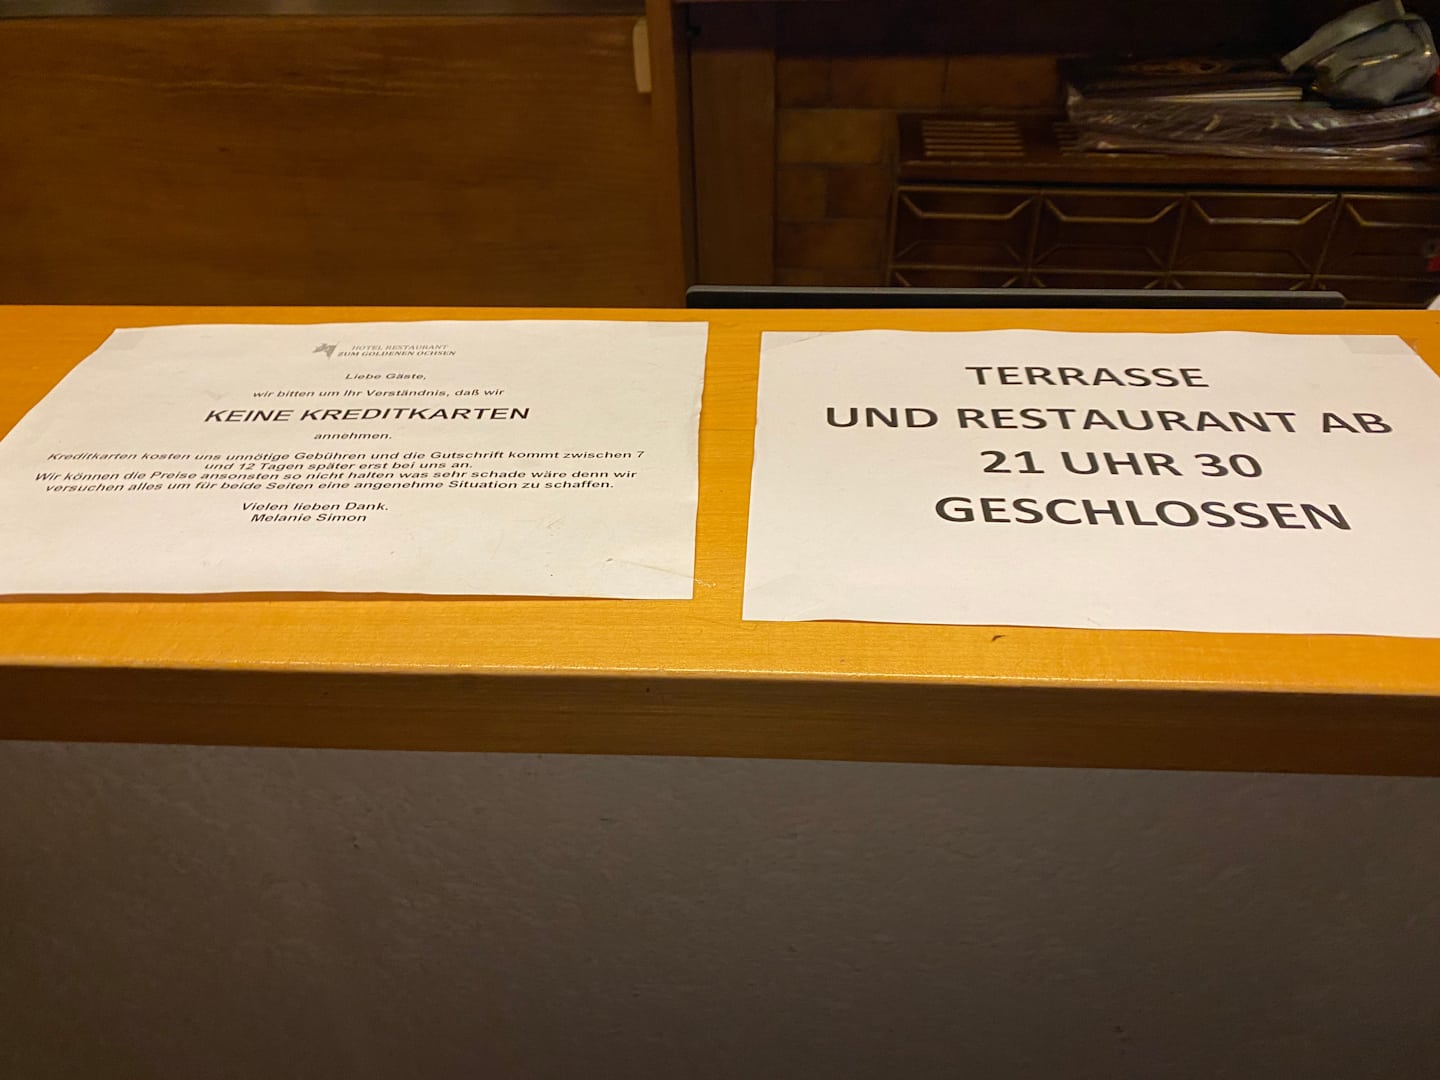 HOTEL RESTAURANT
ZUM GOLDENEN OCHSEN
Liebe Gäste,
wir bitten um Ihr Verständnis, daß wir
KEINE KREDITKARTEN
annehmen.
Kreditkarten kosten uns unnötige Gebühren und die Gutschrift kommt zwischen 7
und 12 Tagen später erst bei uns an.
Wir können die Preise ansonsten so nicht halten was sehr schade wäre denn wir
versuchen alles um für beide Seiten eine angenehme Situation zu schaffen.
Vielen lieben Dank.
Melanie Simon
TERRASSE
UND RESTAURANT AB
21 UHR 30
GESCHLOSSEN